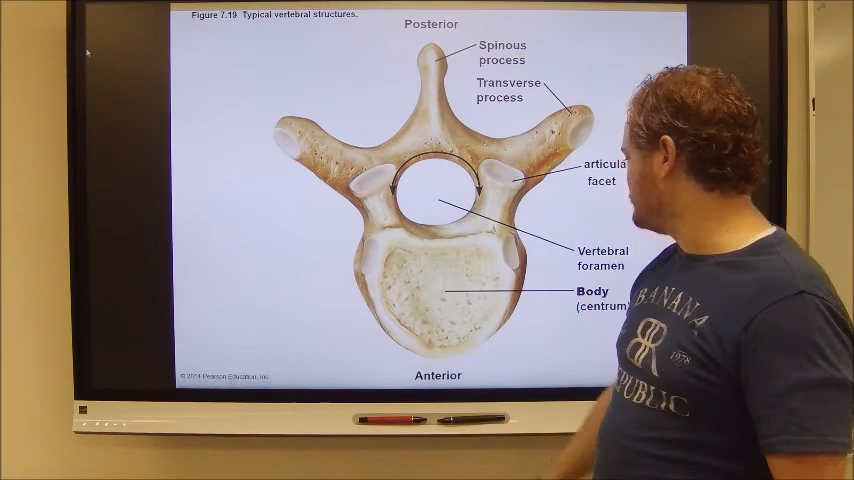 Figure 7.19 Typical vertebral structures.
Posterior
Spinous
process
Transverse
process
articula
facet
Vertebral
foramen
Body
(centrum)
Anterior
© 2014 Pearson Education, Inc.
BANANA
BR
1978
REPUBLIC